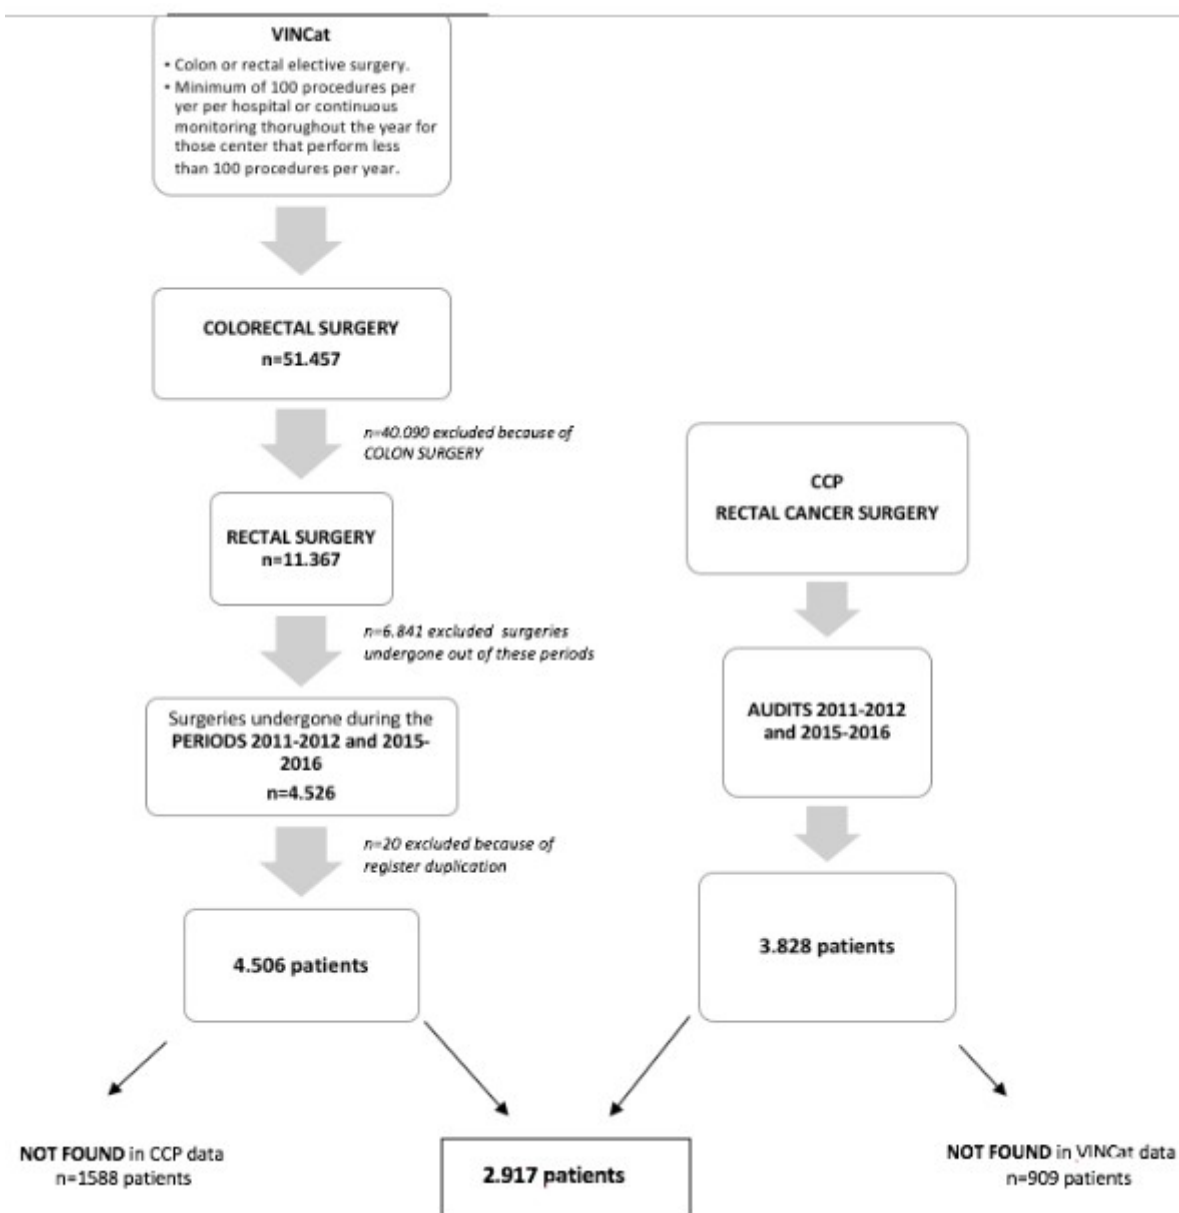 VINCat
• Colon or rectal elective surgery.
• Minimum of 100 procedures per
yer per hospital or continuous
monitoring thorughout the year for
those center that perform less
than 100 procedures per year.
COLORECTAL SURGERY
n=51.457
n=40.090 excluded because of
COLON SURGERY
RECTAL SURGERY
n=11.367
n=6.841 excluded surgeries
undergone out of these periods
Surgeries undergone during the
PERIODS 2011-2012 and 2015-
2016
n=4.526
n=20 excluded because of
register duplication
4.506 patients
CCP
RECTAL CANCER SURGERY
AUDITS 2011-2012
and 2015-2016
3.828 patients
NOT FOUND in CCP data
n=1588 patients
2.917 patients
NOT FOUND in VINCat data
n=909 patients